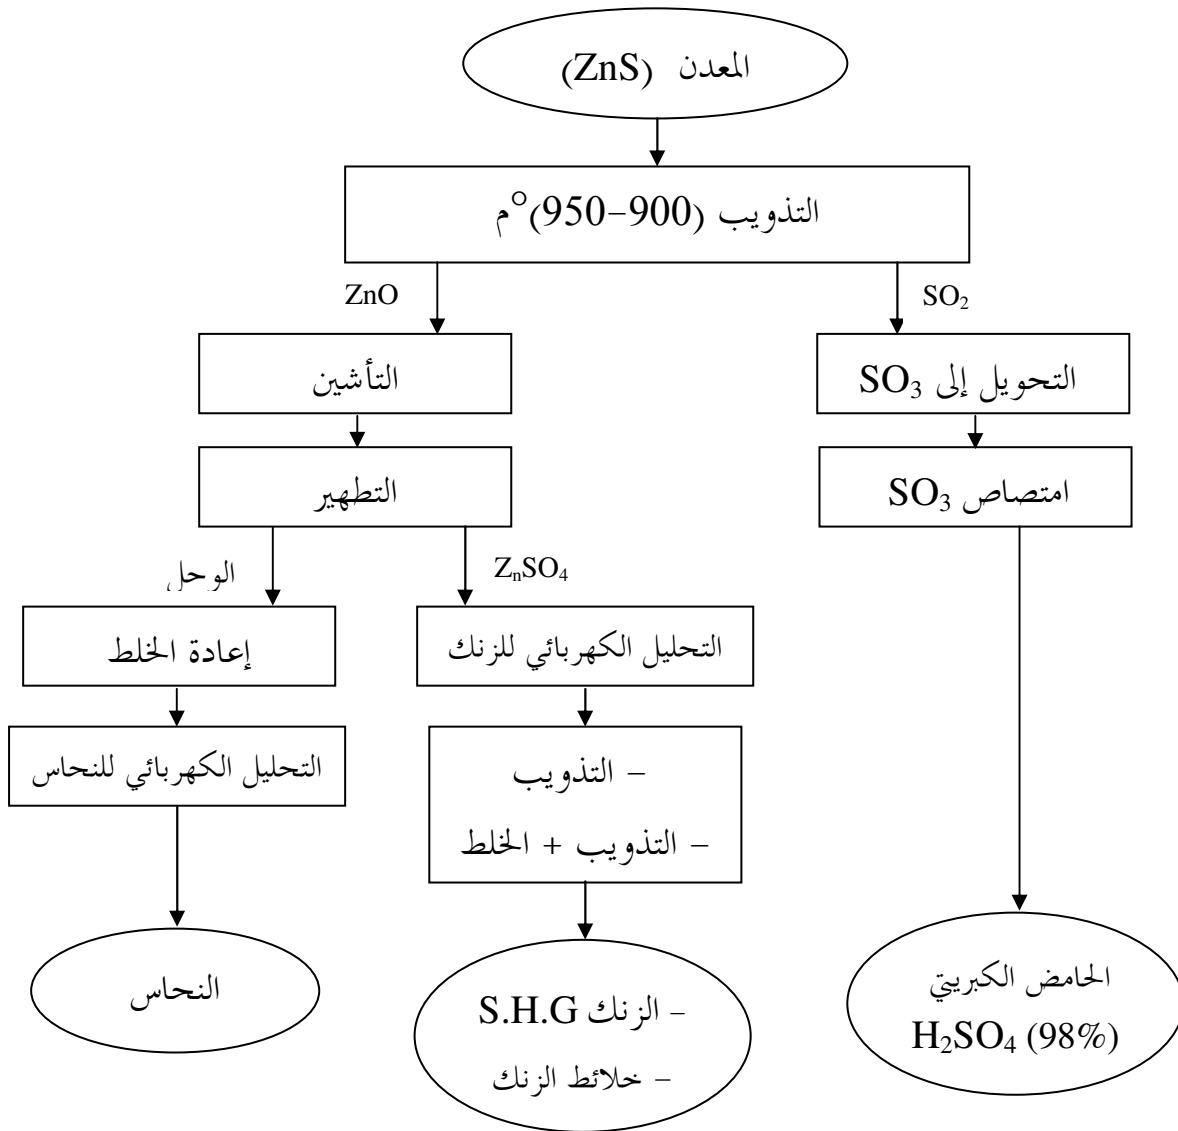 المعدن (ZnS)
التذويب (900-950)°م
ZnO
SO₂
التأشين
التحويل إلى SO₃
التطهير
امتصاص SO₃
الوحل
ZₙSO₄
إعادة الخلط
التحليل الكهربائي للزنك
التحليل الكهربائي للنحاس
– التذويب
– التذويب + الخلط
النحاس
– الزنك S.H.G
– خلائط الزنك
الحامض الكبريتي
H₂SO₄ (98%)